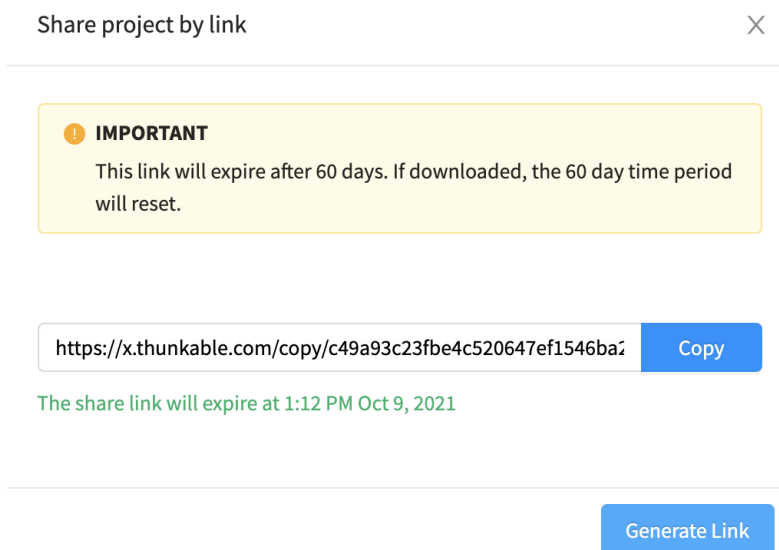 Share project by link
X
IMPORTANT
This link will expire after 60 days. If downloaded, the 60 day time period
will reset.
https://x.thunkable.com/copy/c49a93c23fbe4c520647ef1546ba2
Copy
The share link will expire at 1:12 PM Oct 9, 2021
Generate Link